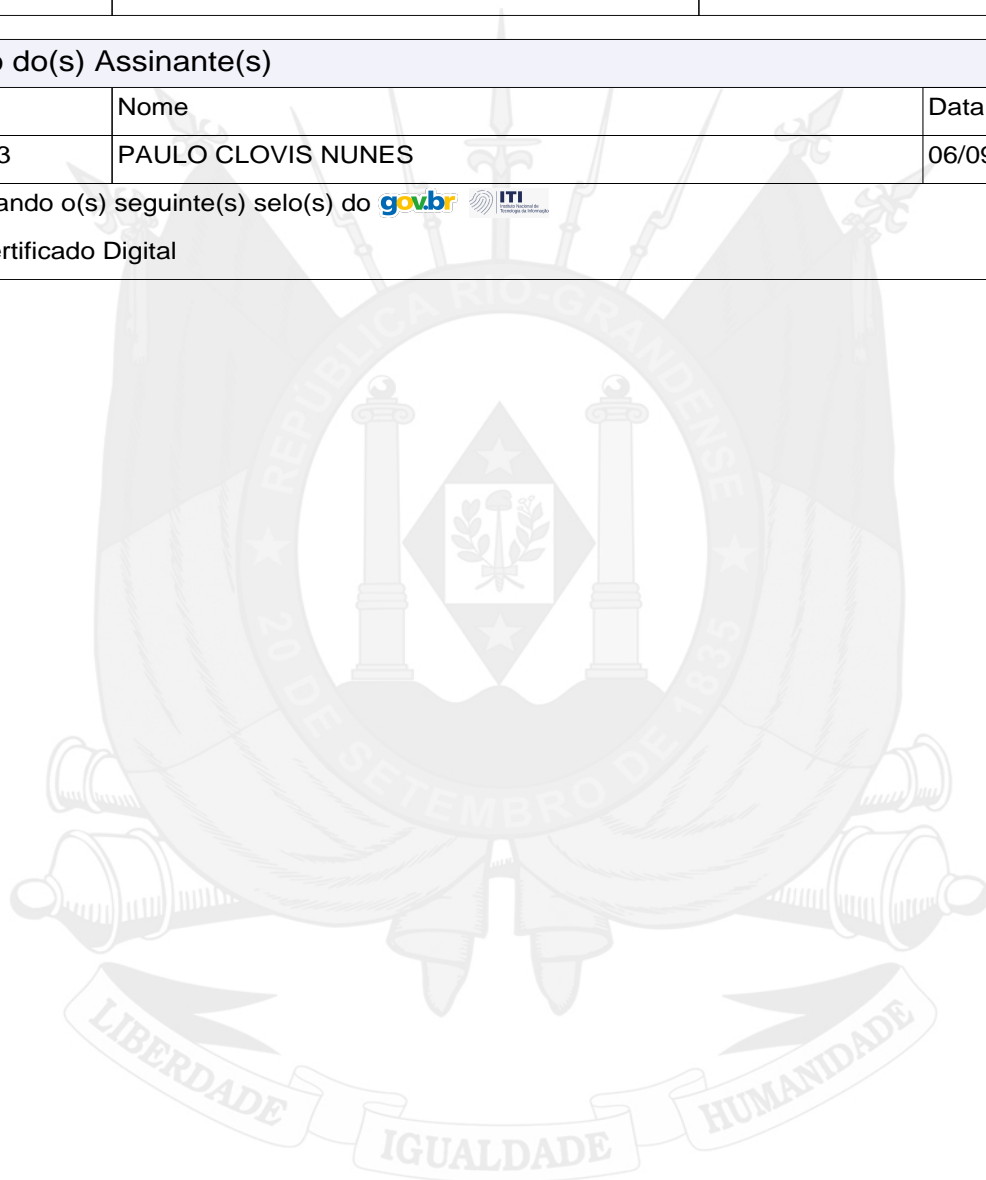 o do(s) Assinante(s)
Nome Data
3 PAULO CLOVIS NUNES 06/09
ando o(s) seguinte(s) selo(s) do gov.br ITI
rtificado Digital
REPÚBLICA RIO-GRANDENSE
20 DE SETEMBRO DE 1835
LIBERDADE
IGUALDADE
HUMANIDADE